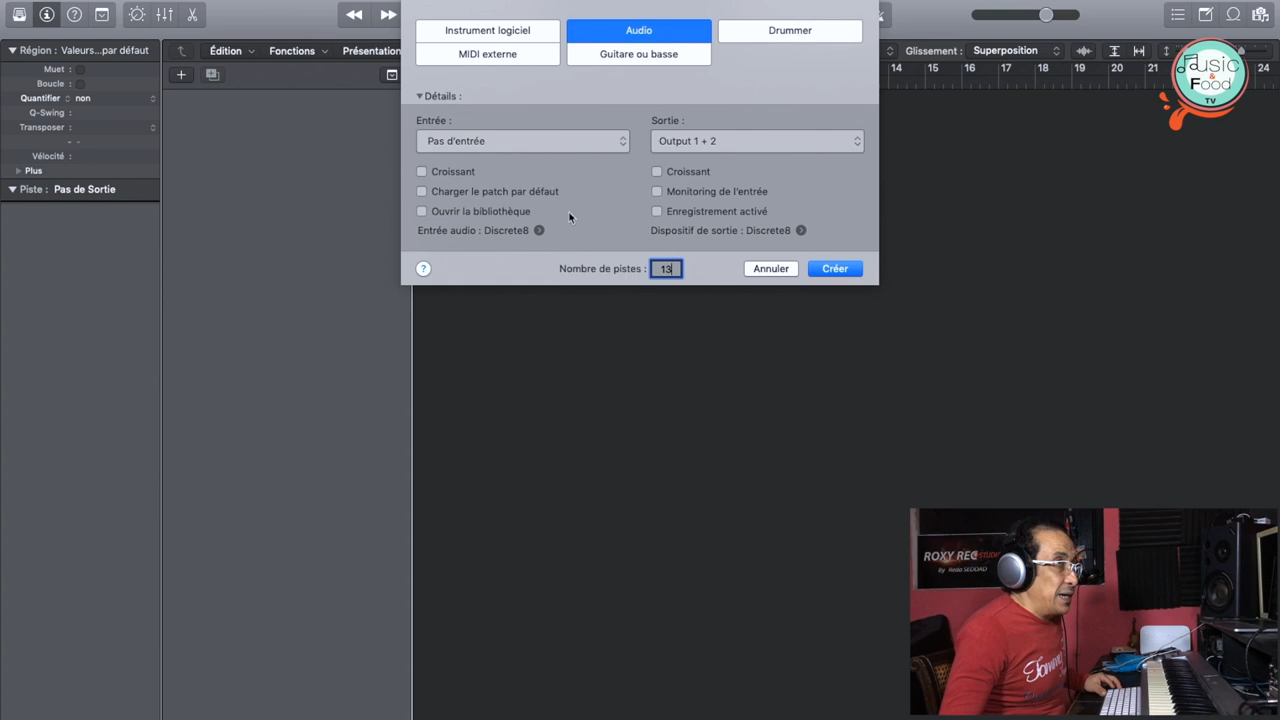 Instrument logiciel
Audio
Drummer
MIDI externe
Guitare ou basse
Région : Valeurs...par défaut
Muet :
Boucle :
Quantifier
non
Q-Swing :
Transposer :
- -
Vélocité :
Plus
Piste : Pas de Sortie
Édition
Fonctions
Présentation
Glissement :
Superposition
14
15
16
17
18
19
20
21
24
Music
& Food
TV
Détails :
Entrée :
Sortie :
Pas d'entrée
Output 1 + 2
Croissant
Croissant
Charger le patch par défaut
Monitoring de l'entrée
Ouvrir la bibliothèque
Enregistrement activé
Entrée audio : Discrete8
Dispositif de sortie : Discrete8
?
Nombre de pistes :
13
Annuler
Créer
ROXY REC STUDIO
By Reda SEDDAD